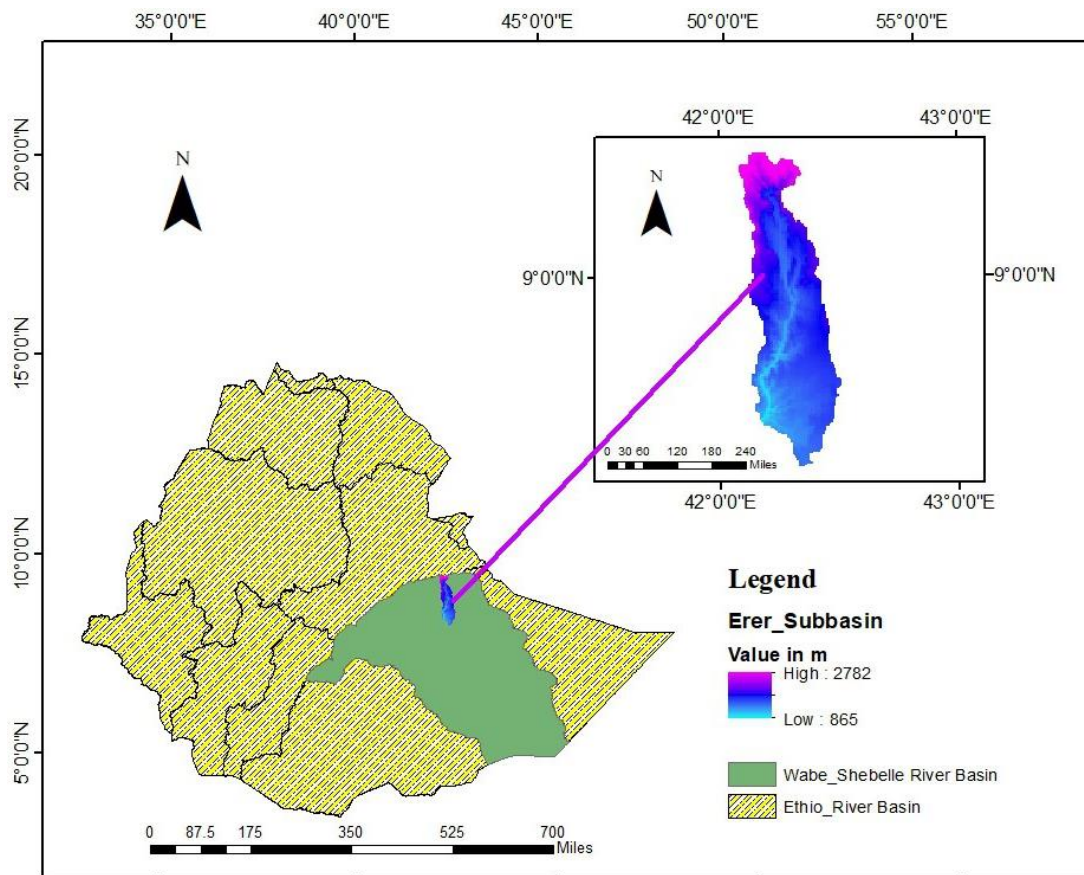 35°0'0"E 40°0'0"E 45°0'0"E 50°0'0"E 55°0'0"E
20°0'0"N
15°0'0"N
10°0'0"N
5°0'0"N
N
42°0'0"E 43°0'0"E
N
9°0'0"N 9°0'0"N
0 30 60 120 180 240
Miles
42°0'0"E 43°0'0"E
Legend
Erer_Subbasin
Value in m
High : 2782
Low : 865
Wabe_Shebelle River Basin
Ethio_River Basin
0 87.5 175 350 525 700
Miles